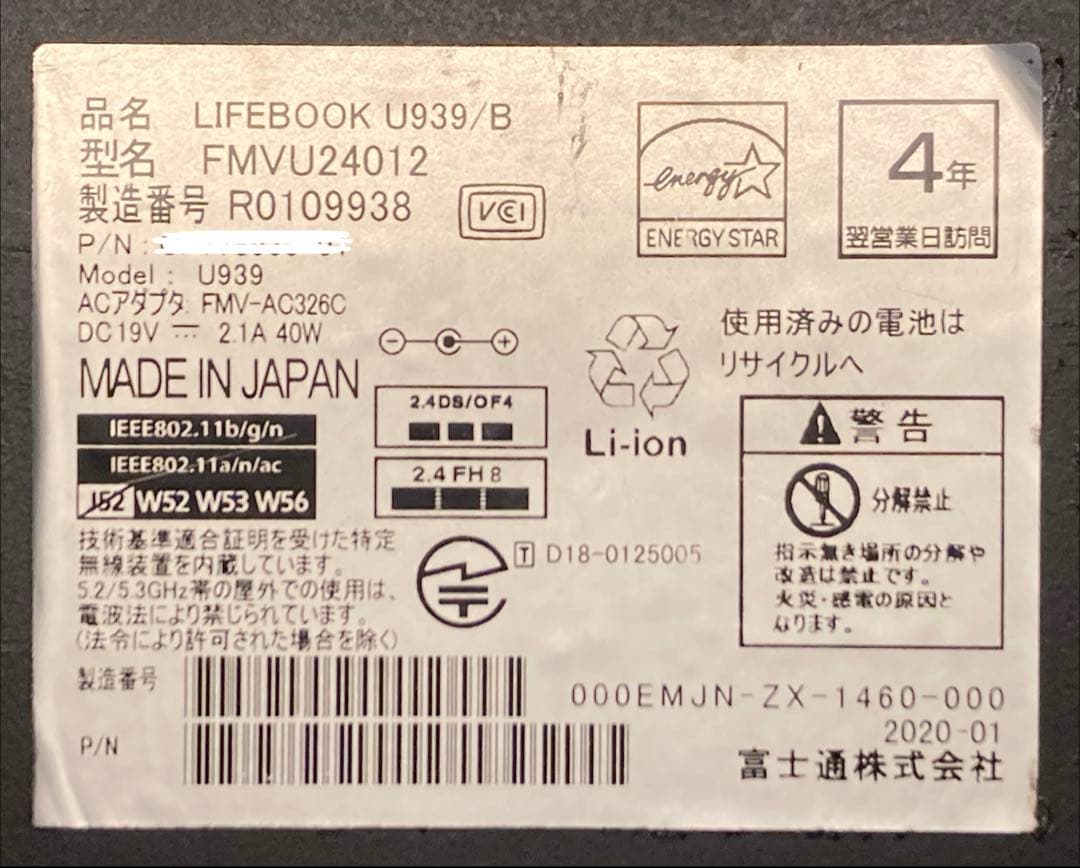 品名 LIFEBOOK U939/B
型名 FMVU24012
製造番号 R0109938
VCCI
P/N :
Model : U939
ACアダプタ: FMV-AC326C
DC19V ⎓ 2.1A 40W
MADE IN JAPAN
IEEE802.11b/g/n
IEEE802.11a/n/ac
J52 W52 W53 W56
2.4DS/OF4
2.4FH8
技術基準適合証明を受けた特定
無線装置を内蔵しています。
5.2/5.3GHz帯の屋外での使用は、
電波法により禁じられています。
(法令により許可された場合を除く)
T D18-0125005
energy
ENERGY STAR
4年
翌営業日訪問
Li-ion
使用済みの電池は
リサイクルへ
警告
分解禁止
指示無き場所の分解や
改造は禁止です。
火災・感電の原因と
なります。
製造番号
P/N
000EMJN-ZX-1460-000
2020-01
富士通株式会社